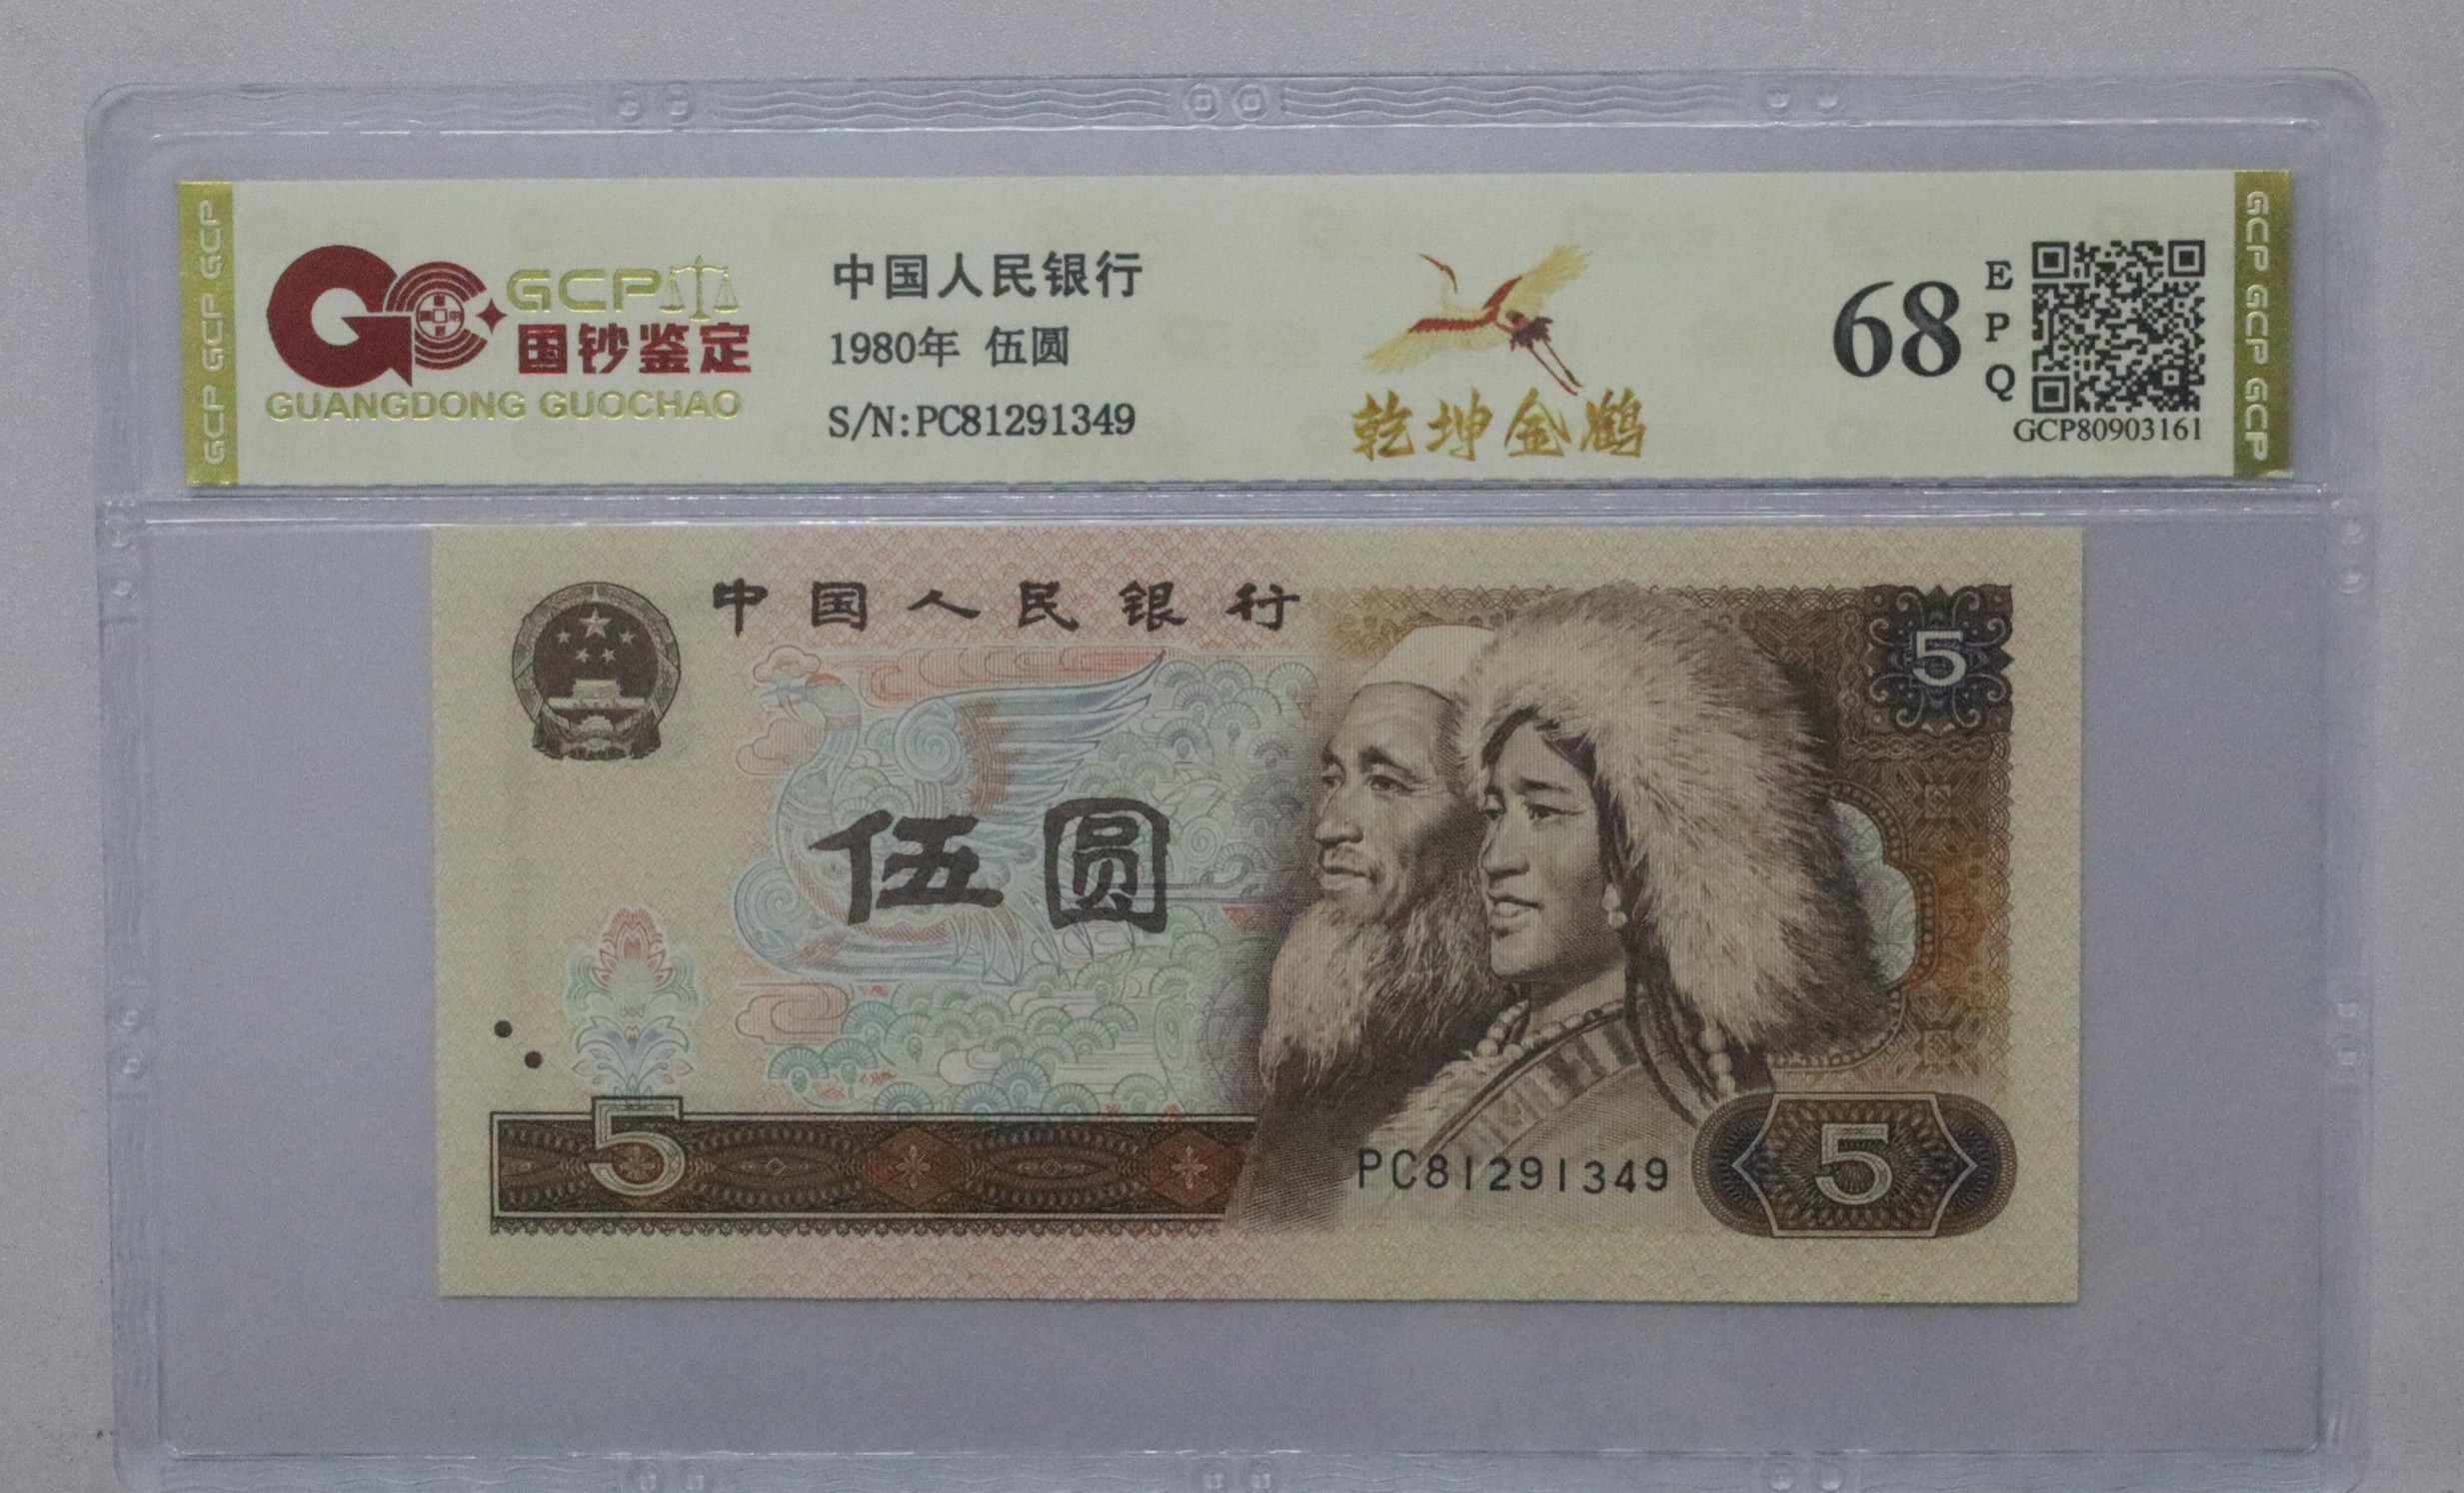 GCP
国钞鉴定
GUANGDONG GUOCHAO
中国人民银行
1980年 伍圆
S/N:PC81291349
乾坤金鹤
68
EPQ
GCP80903161
GCP GCP GCP
GCP GCP GCP
中国人民银行
5
伍圆
5
PC81291349
5